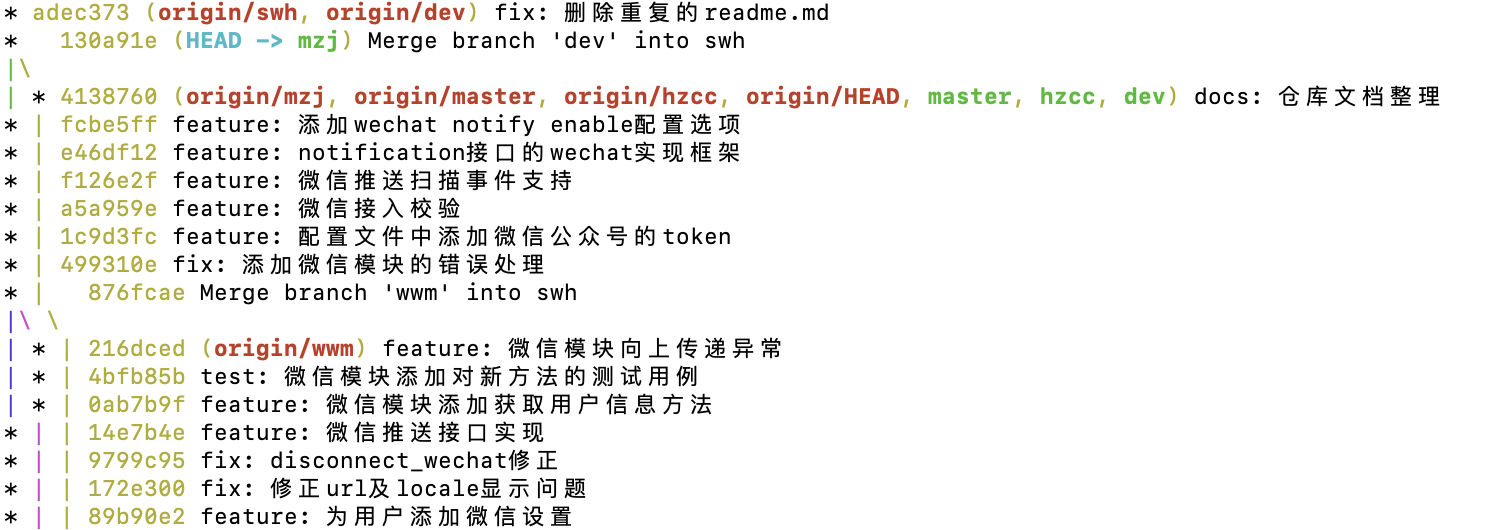 * adec373 (origin/swh, origin/dev) fix: 删除重复的readme.md
*   130a91e (HEAD -> mzj) Merge branch 'dev' into swh
|\
| * 4138760 (origin/mzj, origin/master, origin/hzcc, origin/HEAD, master, hzcc, dev) docs: 仓库文档整理
* | fcbe5ff feature: 添加wechat notify enable配置选项
* | e46df12 feature: notification接口的wechat实现框架
* | f126e2f feature: 微信推送扫描事件支持
* | a5a959e feature: 微信接入校验
* | 1c9d3fc feature: 配置文件中添加微信公众号的token
* | 499310e fix: 添加微信模块的错误处理
* |   876fcae Merge branch 'wwm' into swh
|\ \
| * | 216dced (origin/wwm) feature: 微信模块向上传递异常
| * | 4bfb85b test: 微信模块添加对新方法的测试用例
| * | 0ab7b9f feature: 微信模块添加获取用户信息方法
* | | 14e7b4e feature: 微信推送接口实现
* | | 9799c95 fix: disconnect_wechat修正
* | | 172e300 fix: 修正url及locale显示问题
* | | 89b90e2 feature: 为用户添加微信设置